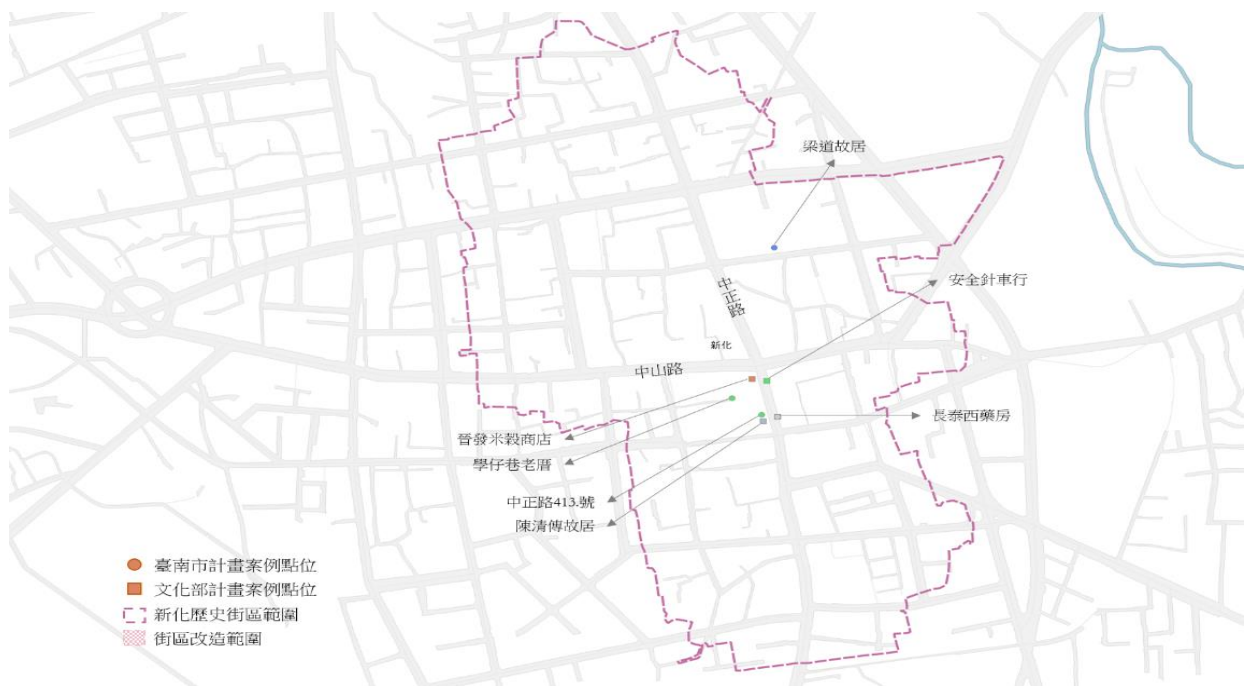 梁道故居
安全針車行
中正路
新化
中山路
長泰西藥房
晉發米穀商店
學仔巷老厝
中正路413.號
陳清傳故居
臺南市計畫案例點位
文化部計畫案例點位
新化歷史街區範圍
街區改造範圍